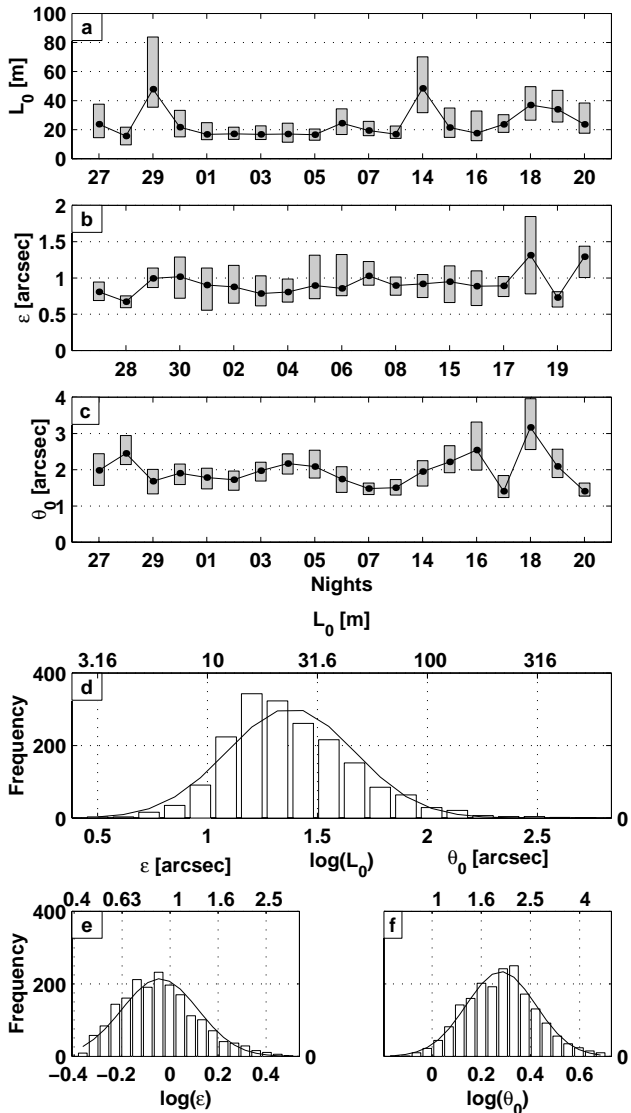 a
100
80
60
40
20
0
L0 [m]
27 29 01 03 05 07 14 16 18 20
b
2
1.5
1
0.5
0
ε [arcsec]
28 30 02 04 06 08 15 17 19
c
4
3
2
1
0
θ0 [arcsec]
27 29 01 03 05 07 14 16 18 20
Nights
L0 [m]
3.16 10 31.6 100 316
d
400
200
0
Frequency
0
0.5 1 1.5 2 2.5
ε [arcsec] log(L0) θ0 [arcsec]
0.4 0.63 1 1.6 2.5
e
400
200
0
Frequency
0
−0.4 −0.2 0 0.2 0.4
log(ε)
1 1.6 2.5 4
f
0
0 0.2 0.4 0.6
log(θ0)